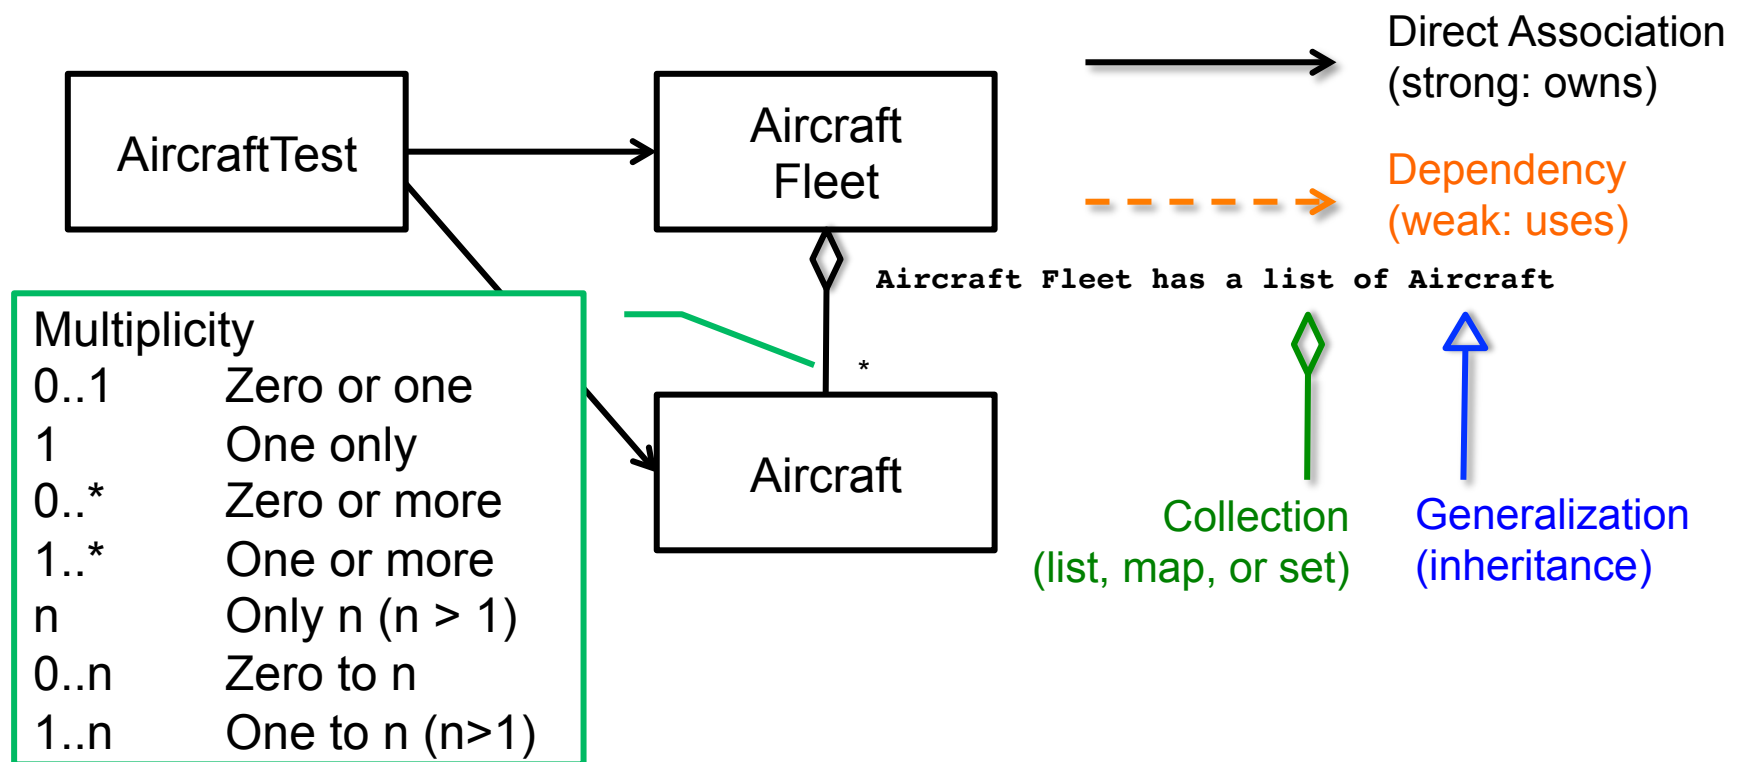 AircraftTest
Aircraft
Fleet
Direct Association
(strong: owns)
Dependency
(weak: uses)
Aircraft Fleet has a list of Aircraft
*
Aircraft
Multiplicity
0..1 Zero or one
1 One only
0..* Zero or more
1..* One or more
n Only n (n > 1)
0..n Zero to n
1..n One to n (n>1)
Collection
(list, map, or set)
Generalization
(inheritance)